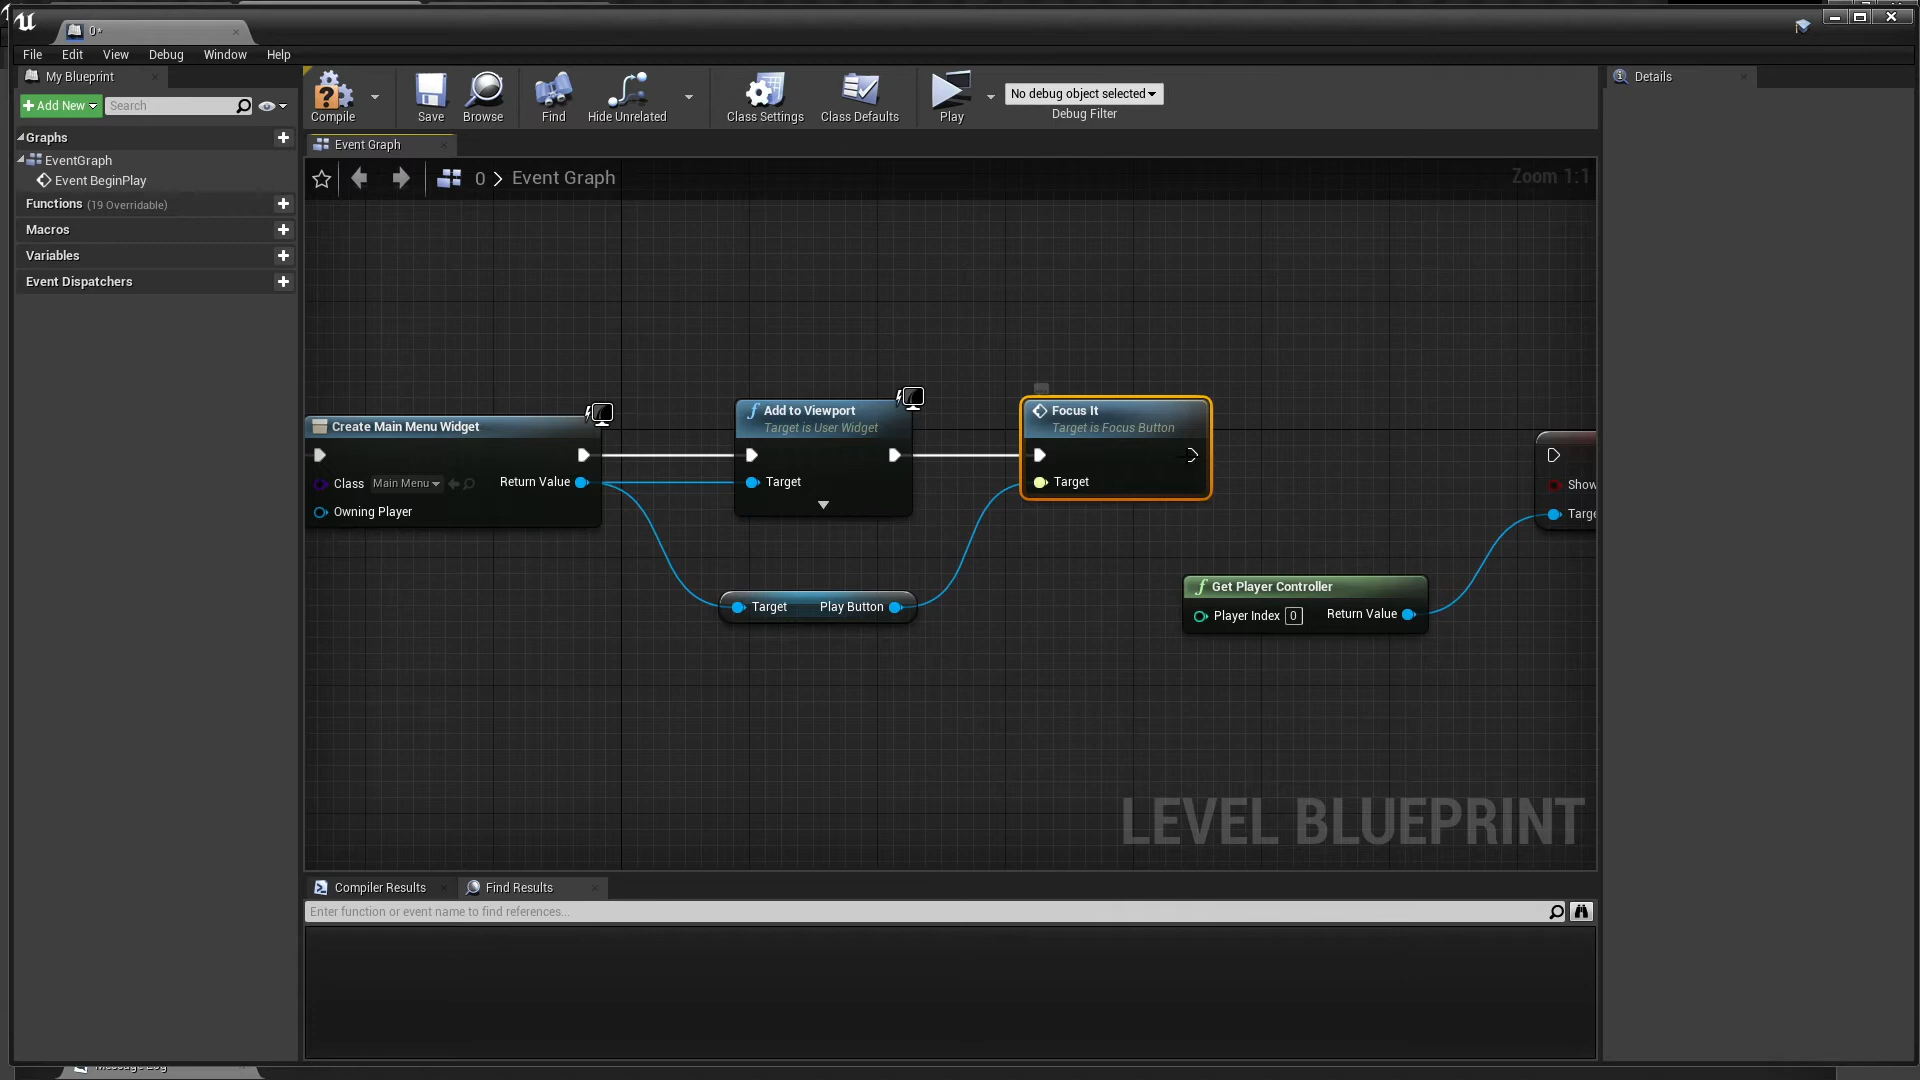 0*
File Edit View Debug Window Help
My Blueprint
Add New Search
Graphs
EventGraph
Event BeginPlay
Functions (19 Overridable)
Macros
Variables
Event Dispatchers
Compile Save Browse Find Hide Unrelated Class Settings Class Defaults Play
No debug object selected
Debug Filter
Details
Event Graph
0 > Event Graph
Zoom 1:1
Create Main Menu Widget
Class Main Menu Return Value
Owning Player
Add to Viewport
Target is User Widget
Target
Focus It
Target is Focus Button
Target
Show
Targe
Target Play Button
Get Player Controller
Player Index 0 Return Value
LEVEL BLUEPRINT
Compiler Results Find Results
Enter function or event name to find references...
Message Log